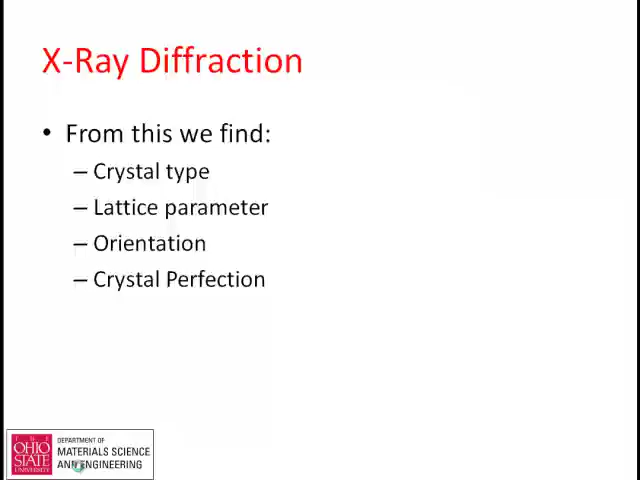 X-Ray Diffraction
• From this we find:
– Crystal type
– Lattice parameter
– Orientation
– Crystal Perfection
THE
OHIO
STATE
UNIVERSITY
DEPARTMENT OF
MATERIALS SCIENCE
AND ENGINEERING